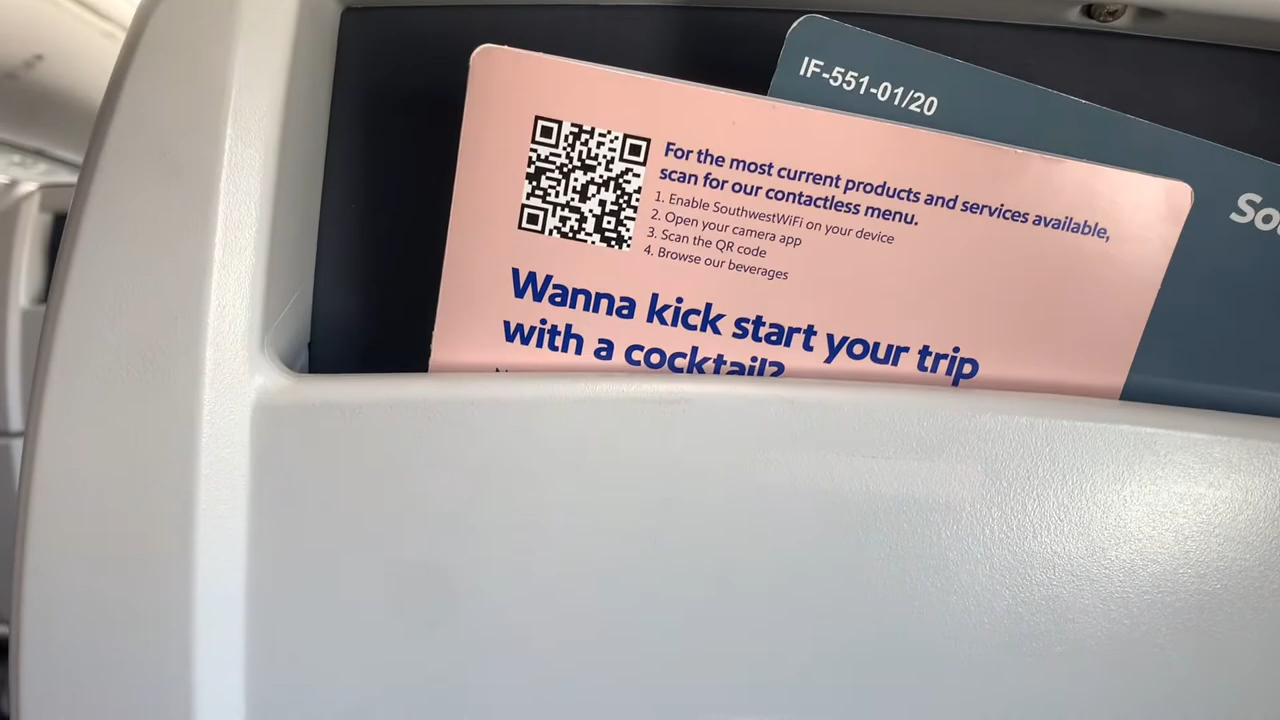 IF-551-01/20
For the most current products and services available,
scan for our contactless menu.
1. Enable SouthwestWiFi on your device
2. Open your camera app
3. Scan the QR code
4. Browse our beverages
Wanna kick start your trip
with a cocktail?